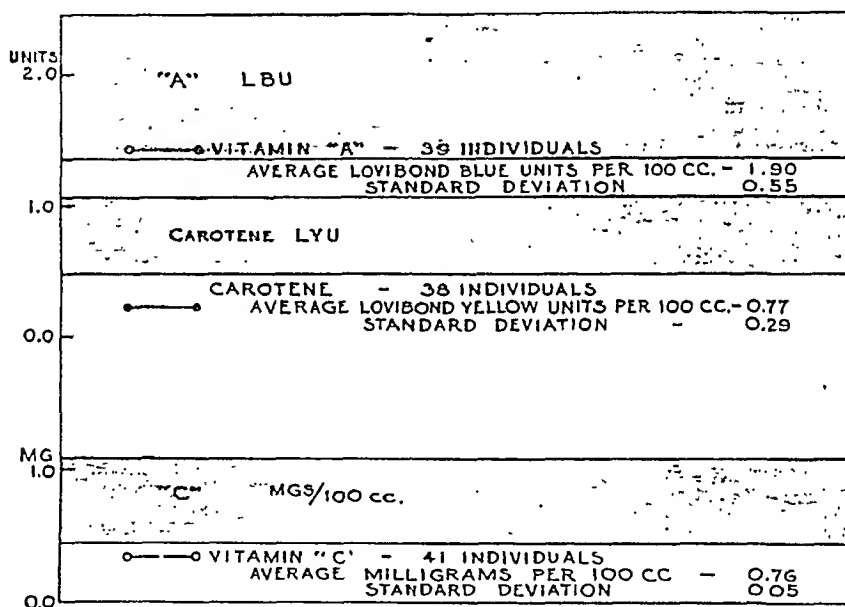 UNITS
2.0
"A" LBU
VITAMIN "A" - 39 INDIVIDUALS
AVERAGE LOVIBOND BLUE UNITS PER 100 CC. - 1.90
STANDARD DEVIATION 0.55
1.0
CAROTENE LYU
CAROTENE - 38 INDIVIDUALS
AVERAGE LOVIBOND YELLOW UNITS PER 100 CC. - 0.77
STANDARD DEVIATION - 0.29
0.0
MG
1.0
"C" MGS/100 CC.
VITAMIN "C' - 41 INDIVIDUALS
AVERAGE MILLIGRAMS PER 100 CC - 0.76
STANDARD DEVIATION 0.05
0.0